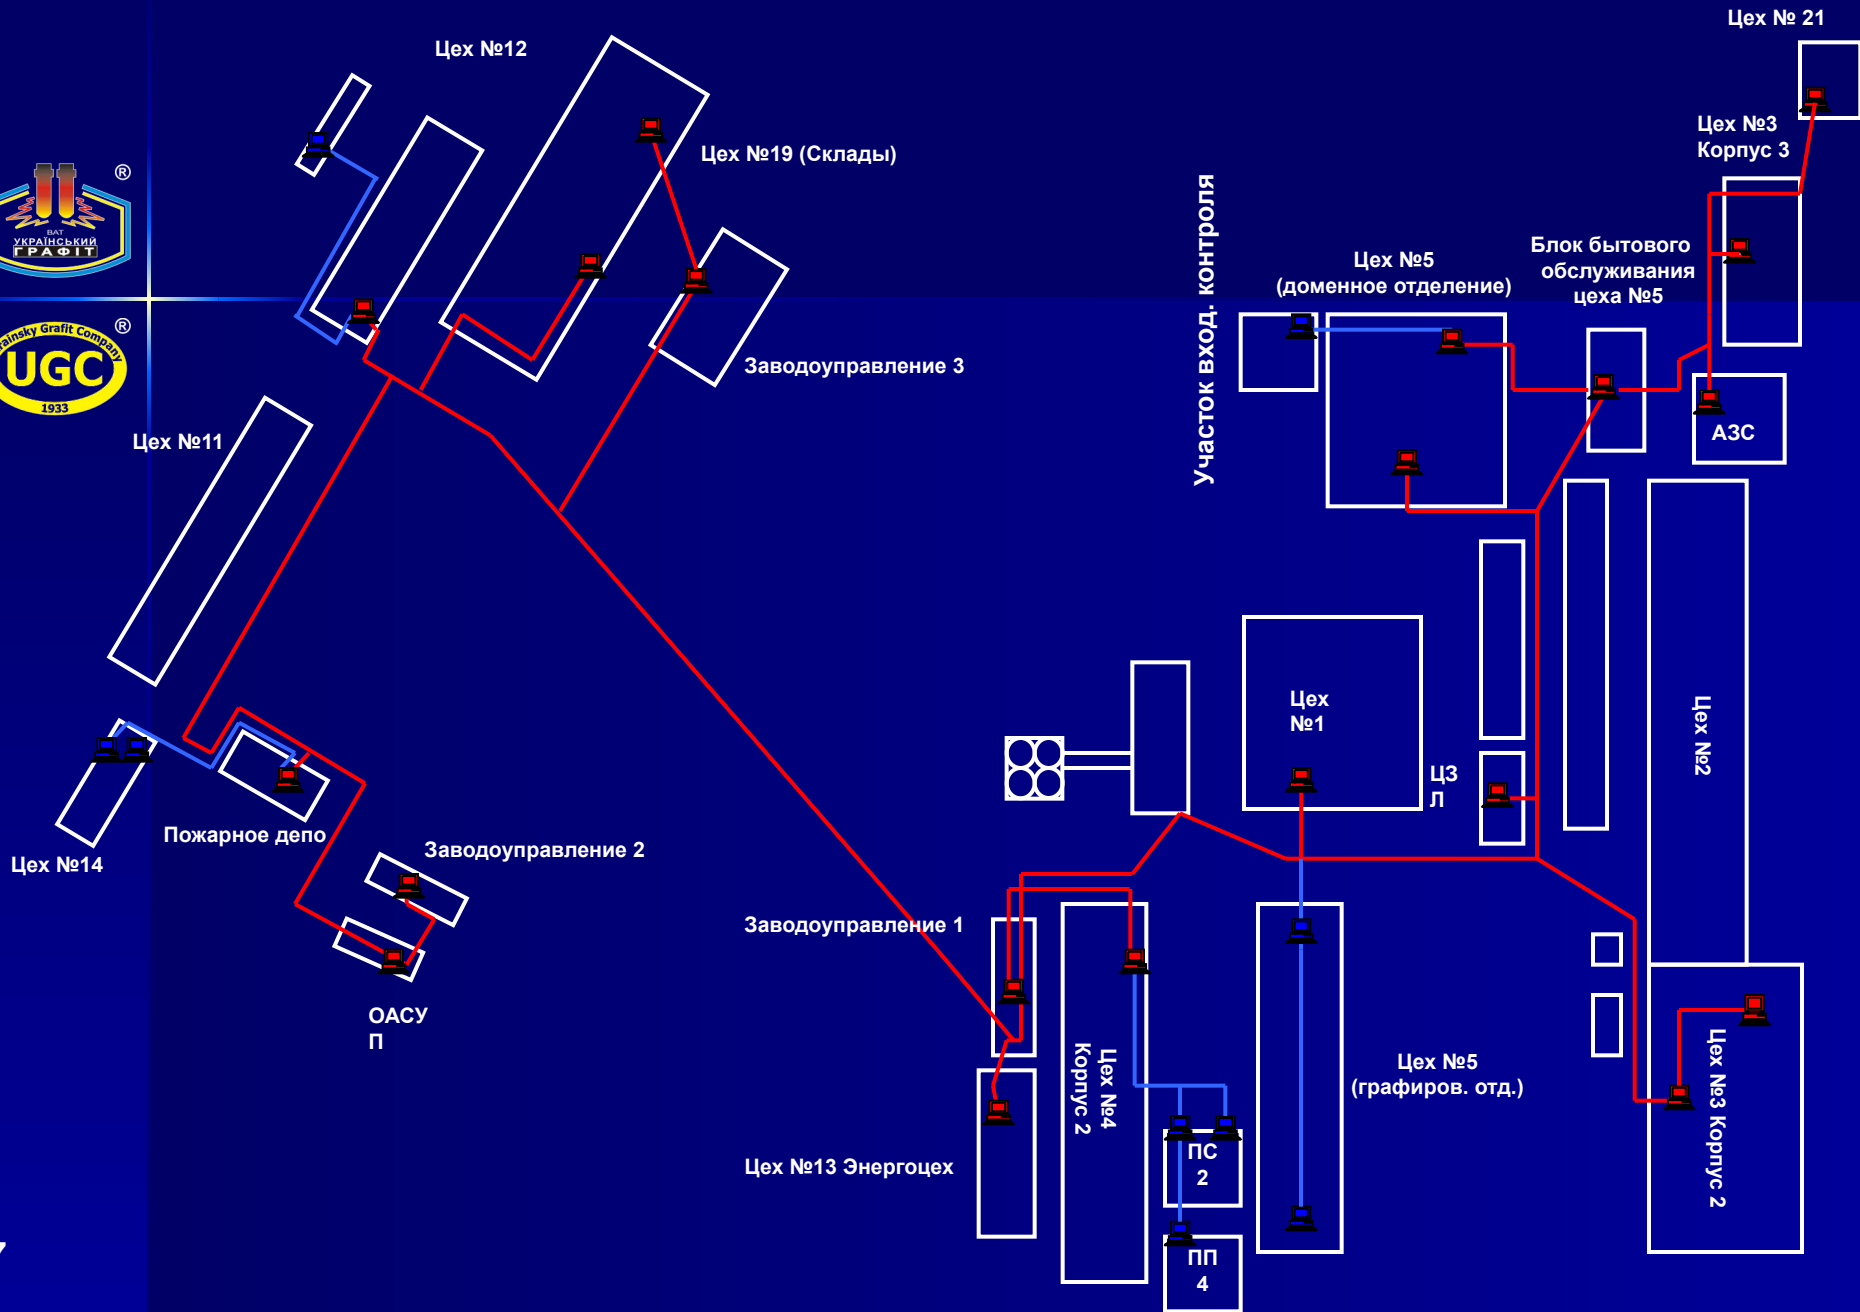 Цех № 21
Цех №12
Цех №3
Корпус 3
Цех №19 (Склады)
®
ВАТ
УКРАЇНСЬКИЙ
ГРАФІТ
Участок вход. контроля
Блок бытового
обслуживания
цеха №5
Цех №5
(доменное отделение)
®
Grafit Company
UGC
1933
Заводоуправление 3
АЗС
Цех №11
Цех
№1
Цех №2
ЦЗ
Л
Пожарное депо
Заводоуправление 2
Цех №14
Заводоуправление 1
ОАСУ
П
Цех №4
Корпус 2
Цех №5
(графиров. отд.)
Цех №3 Корпус 2
ПС
2
Цех №13 Энергоцех
ПП
4